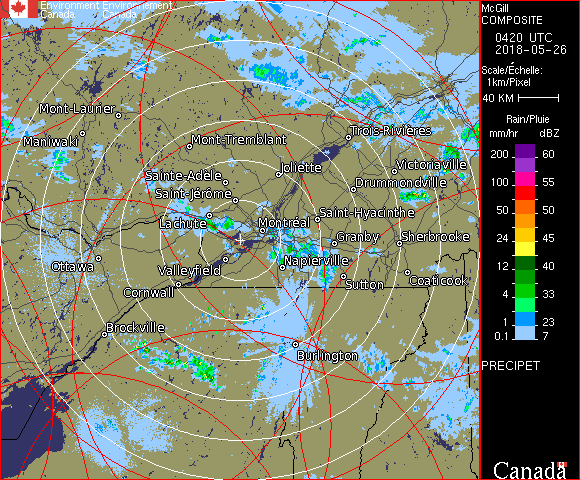 Environment Environnement
Canada Canada
McGill
COMPOSITE
0420 UTC
2018-05-26
Scale/Échelle:
1km/Pixel
40 KM
Rain/Pluie
mm/hr dBZ
200 60
100 55
50 50
24 45
12 40
4 33
1 23
0.1 7
PRECIPET
Canada
Mont-Laurier
Maniwaki
Mont-Tremblant
Trois-Rivières
Joliette
Victoriaville
Sainte-Adèle
Drummondville
Saint-Jérôme
Lachute
Saint-Hyacinthe
Montréal
Granby
Sherbrooke
Ottawa
Valleyfield
Napierville
Cornwall
Sutton
Coaticook
Brockville
Burlington